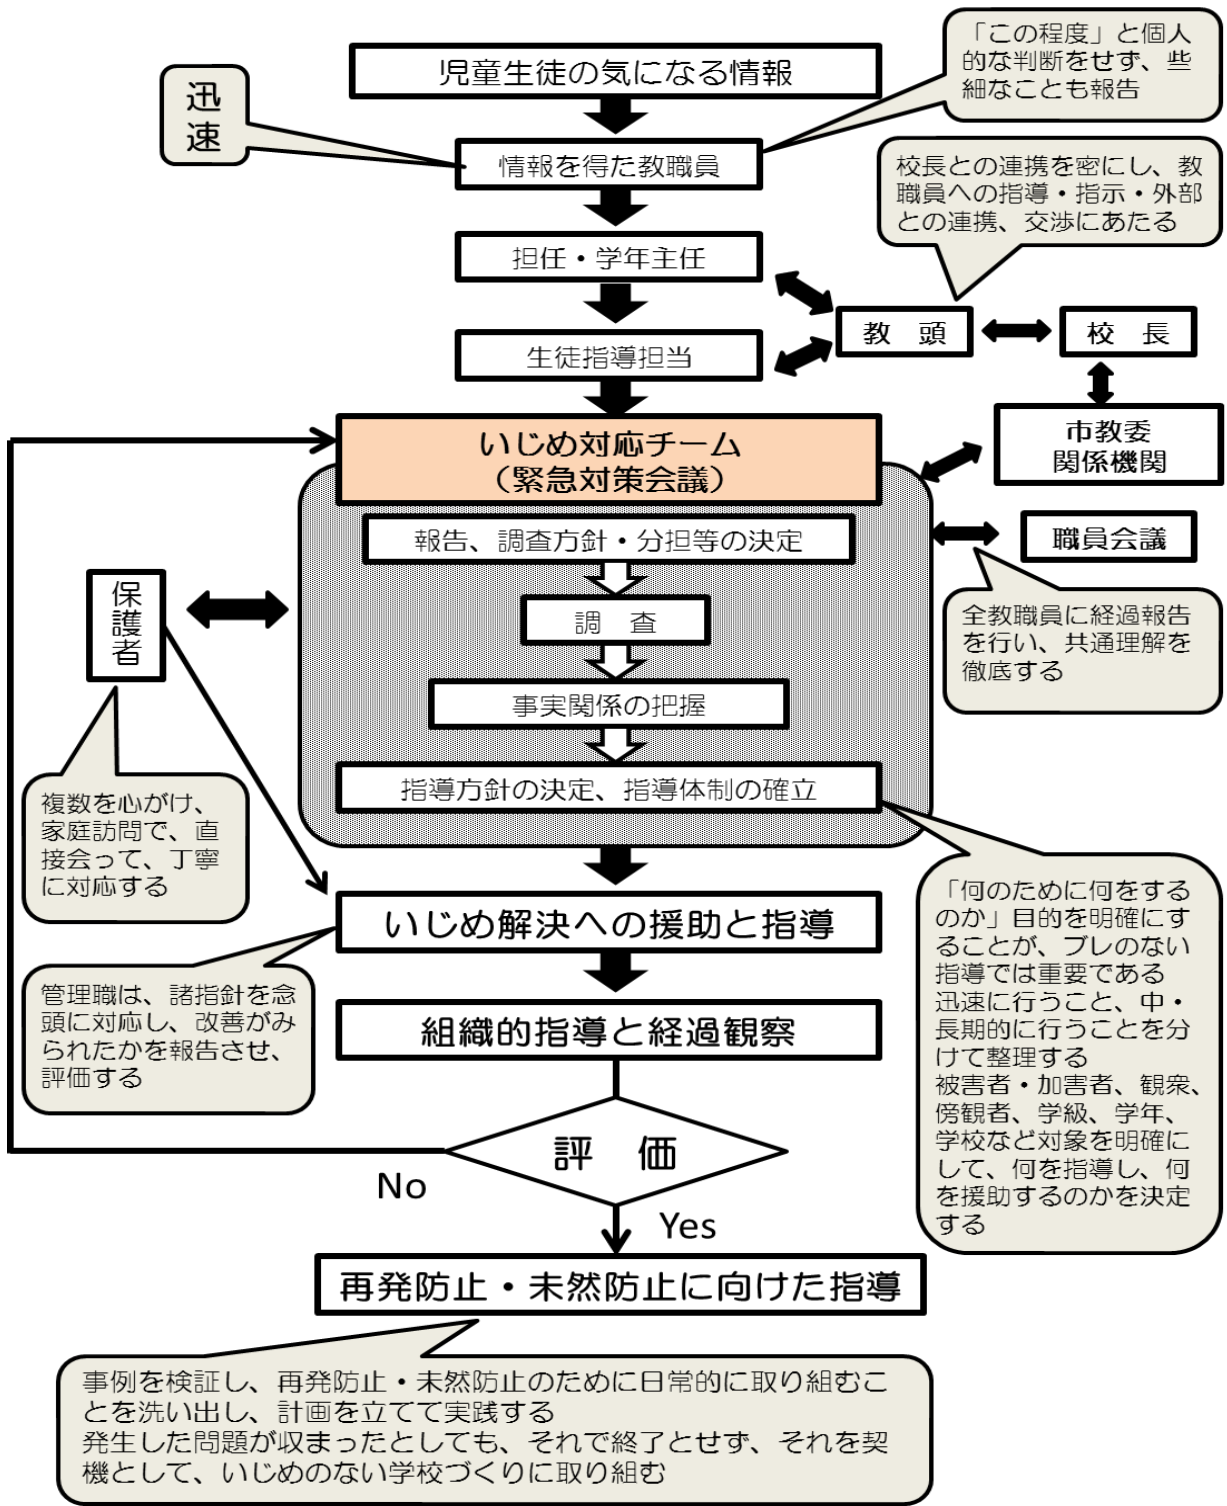 児童生徒の気になる情報
「この程度」と個人
的な判断をせず、些
細なことも報告
迅
速
情報を得た教職員
校長との連携を密にし、教
職員への指導・指示・外部
との連携、交渉にあたる
担任・学年主任
教　頭
校　長
生徒指導担当
いじめ対応チーム
（緊急対策会議）
市教委
関係機関
報告、調査方針・分担等の決定
職員会議
保護者
調　査
全教職員に経過報告
を行い、共通理解を
徹底する
事実関係の把握
指導方針の決定、指導体制の確立
複数を心がけ、
家庭訪問で、直
接会って、丁寧
に対応する
「何のために何をする
のか」目的を明確にす
ることが、ブレのない
指導では重要である
迅速に行うこと、中・
長期的に行うことを分
けて整理する
被害者・加害者、観衆、
傍観者、学級、学年、
学校など対象を明確に
して、何を指導し、何
を援助するのかを決定
する
いじめ解決への援助と指導
管理職は、諸指針を念
頭に対応し、改善がみ
られたかを報告させ、
評価する
組織的指導と経過観察
評　価
No
Yes
再発防止・未然防止に向けた指導
事例を検証し、再発防止・未然防止のために日常的に取り組むこ
とを洗い出し、計画を立てて実践する
発生した問題が収まったとしても、それで終了とせず、それを契
機として、いじめのない学校づくりに取り組む